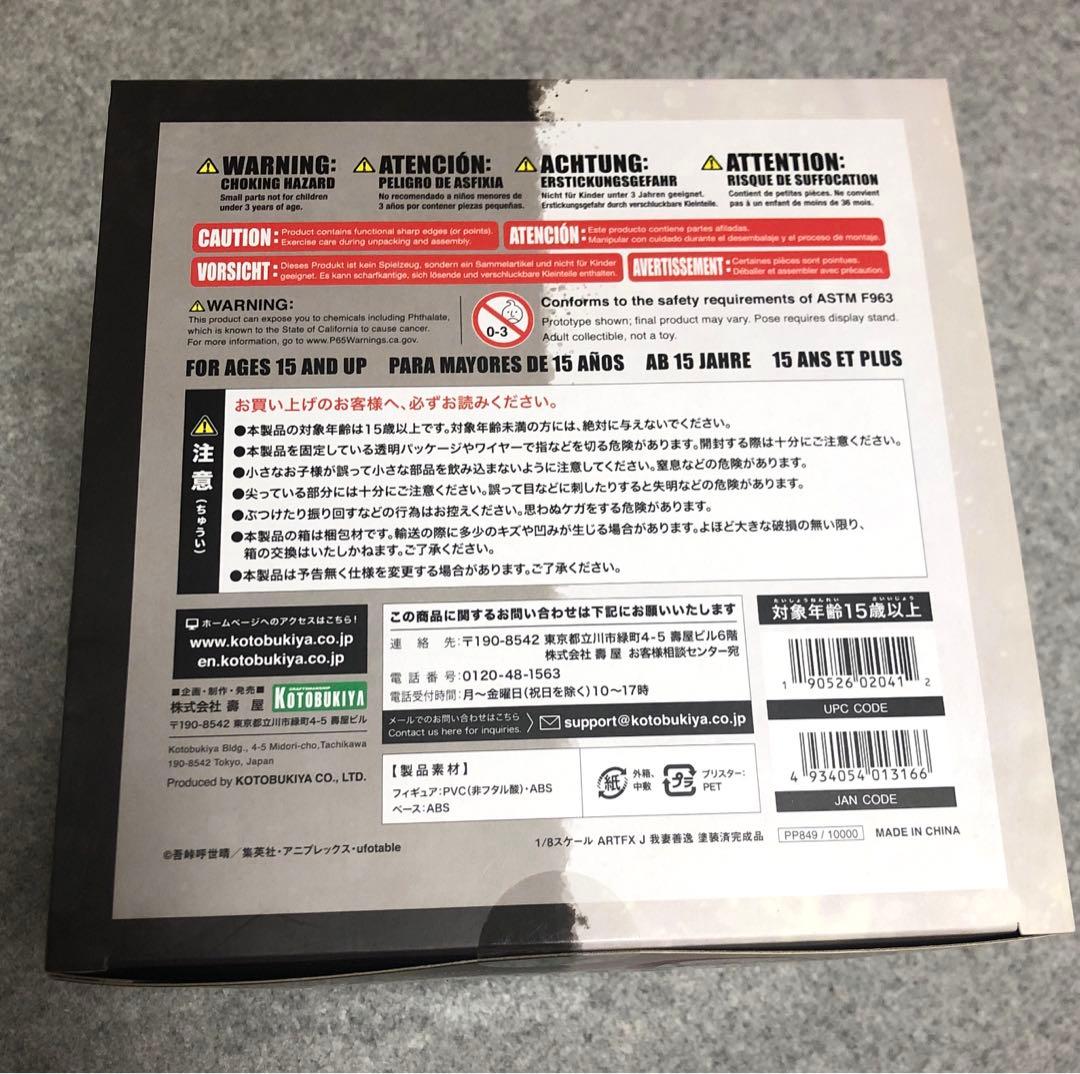 WARNING:
CHOKING HAZARD
Small parts not for children
under 3 years of age.
ATENCIÓN:
PELIGRO DE ASFIXIA
No recomendado a niños menores de
3 años por contener piezas pequeñas.
ACHTUNG:
ERSTICKUNGSGEFAHR
Nicht für Kinder unter 3 Jahren geeignet.
Erstickungsgefahr durch verschluckbare Kleinteile.
ATTENTION:
RISQUE DE SUFFOCATION
Contient de petites pièces. Ne convient
pas à un enfant de moins de 36 mois.
CAUTION: Product contains functional sharp edges (or points).
Exercise care during unpacking and assembly.
ATENCIÓN: Este producto contiene partes afiladas.
Manipular con cuidado durante el desembalaje y el proceso de montaje.
VORSICHT: Dieses Produkt ist kein Spielzeug, sondern ein Sammelartikel und nicht für Kinder
geeignet. Es kann scharfkantige, sich lösende und verschluckbare Kleinteile enthalten.
AVERTISSEMENT: Certaines pièces sont pointues.
Déballer et assembler avec précaution.
WARNING:
This product can expose you to chemicals including Phthalate,
which is known to the State of California to cause cancer.
For more information, go to www.P65Warnings.ca.gov.
0-3
Conforms to the safety requirements of ASTM F963
Prototype shown; final product may vary. Pose requires display stand.
Adult collectible, not a toy.
FOR AGES 15 AND UP PARA MAYORES DE 15 AÑOS AB 15 JAHRE 15 ANS ET PLUS
注意(ちゅうい)
お買い上げのお客様へ、必ずお読みください。
●本製品の対象年齢は15歳以上です。対象年齢未満の方には、絶対に与えないでください。
●本製品を固定している透明パッケージやワイヤーで指などを切る危険があります。開封する際は十分にご注意ください。
●小さなお子様が誤って小さな部品を飲み込まないように注意してください。窒息などの危険があります。
●尖っている部分には十分にご注意ください。誤って目などに刺したりすると失明などの危険があります。
●ぶつけたり振り回すなどの行為はお控えください。思わぬケガをする危険があります。
●本製品の箱は梱包材です。輸送の際に多少のキズや凹みが生じる場合があります。よほど大きな破損の無い限り、
箱の交換はいたしかねます。ご了承ください。
●本製品は予告無く仕様を変更する場合があります。ご了承ください。
ホームページへのアクセスはこちら!
www.kotobukiya.co.jp
en.kotobukiya.co.jp
■企画・制作・発売■
株式会社 壽 屋
CRAFTSMANSHIP
KOTOBUKIYA
〒190-8542 東京都立川市緑町4-5 壽屋ビル
Kotobukiya Bldg., 4-5 Midori-cho,Tachikawa
190-8542 Tokyo, Japan
Produced by KOTOBUKIYA CO., LTD.
この商品に関するお問い合わせは下記にお願いいたします
連 絡 先:〒190-8542 東京都立川市緑町4-5 壽屋ビル6階
株式会社 壽 屋 お客様相談センター宛
電 話 番 号:0120-48-1563
電話受付時間:月〜金曜日(祝日を除く)10〜17時
メールでのお問い合わせはこちら
Contact us here for inquiries.
support@kotobukiya.co.jp
【製品素材】
フィギュア:PVC(非フタル酸)・ABS
ベース:ABS
紙
外箱、
中敷
プラ
ブリスター:
PET
たいしょうねんれい さいいじょう
対象年齢15歳以上
1 90526 02041 2
UPC CODE
4 934054 013166
JAN CODE
©吾峠呼世晴/集英社・アニプレックス・ufotable
1/8スケール ARTFX J 我妻善逸 塗装済完成品
PP849 / 10000
MADE IN CHINA